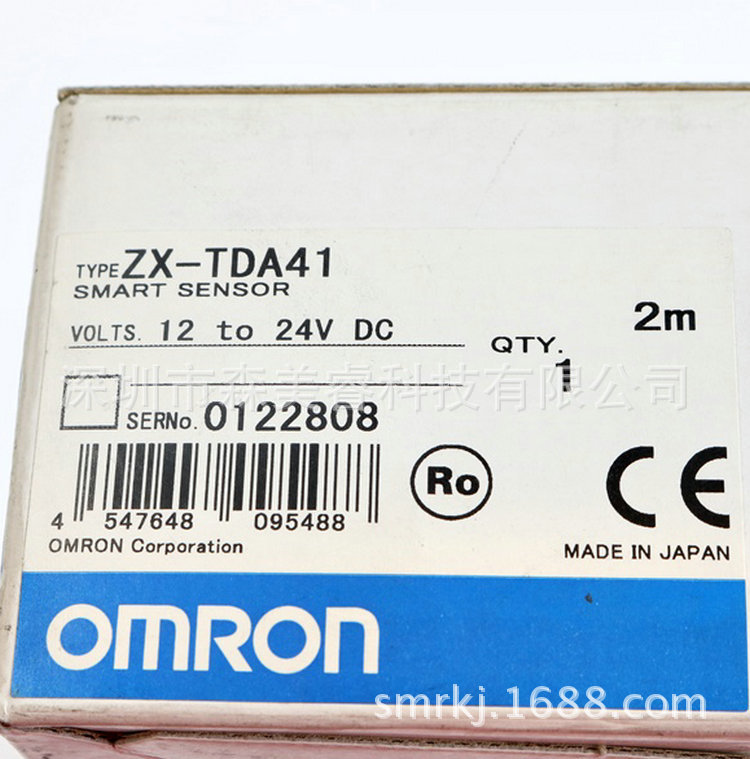 TYPE ZX-TDA41
SMART SENSOR
VOLTS. 12 to 24V DC
2m
QTY. 1
深圳市森美睿科技有限公司
SERNo. 0122808
4 547648 095488
Ro
CE
OMRON Corporation
MADE IN JAPAN
OMRON
smrkj.1688.com